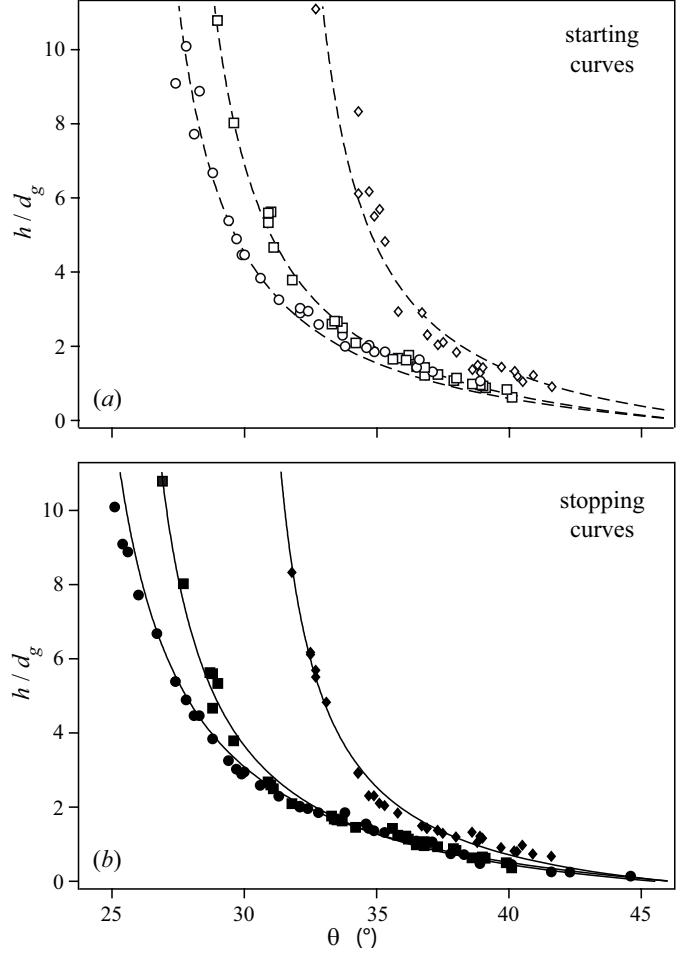 starting
curves
10
8
6
4
2
0
h / d_g
(a)
stopping
curves
10
8
6
4
2
0
h / d_g
(b)
25 30 35 40 45
θ (°)